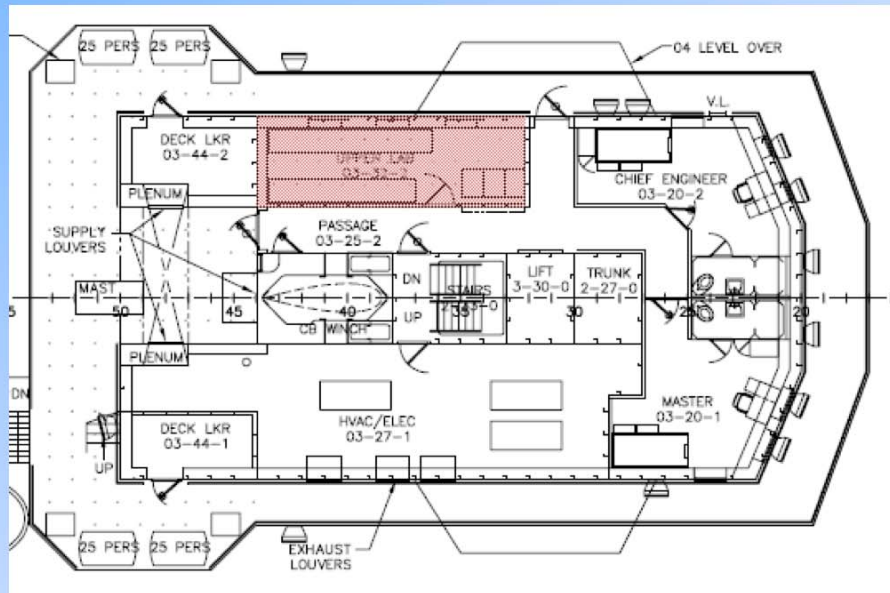 25 PERS 25 PERS
04 LEVEL OVER
V.L.
DECK LKR
03-44-2
UPPER LAB
03-32-2
CHIEF ENGINEER
03-20-2
PLENUM
SUPPLY
LOUVERS
PASSAGE
03-25-2
MAST
DN
STAIRS
LIFT
3-30-0
TRUNK
2-27-0
50 45 40 35 30 25 20
UP
CB WINCH
PLENUM
DN
DECK LKR
03-44-1
UP
HVAC/ELEC
03-27-1
MASTER
03-20-1
25 PERS 25 PERS
EXHAUST
LOUVERS